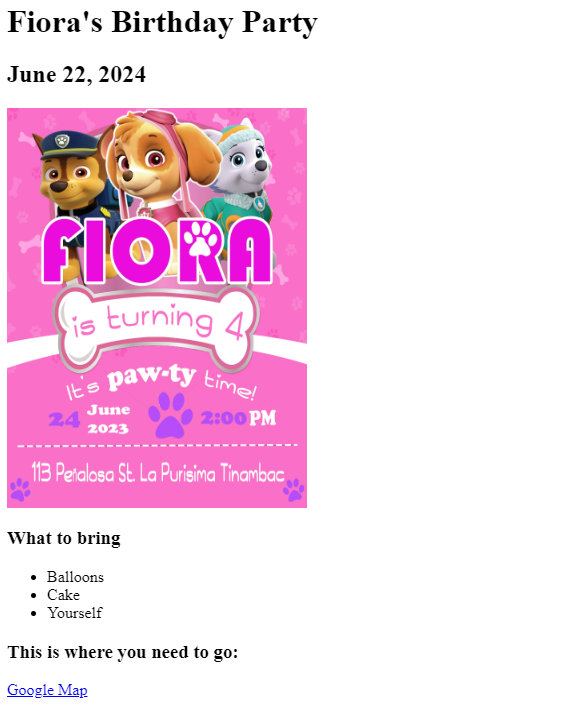 Fiora's Birthday Party
June 22, 2024
FIORA
is turning 4
It's paw-ty time!
24 June 2023 2:00PM
113 Peñalosa St. La Purisima Tinambac
What to bring
Balloons
Cake
Yourself
This is where you need to go:
Google Map